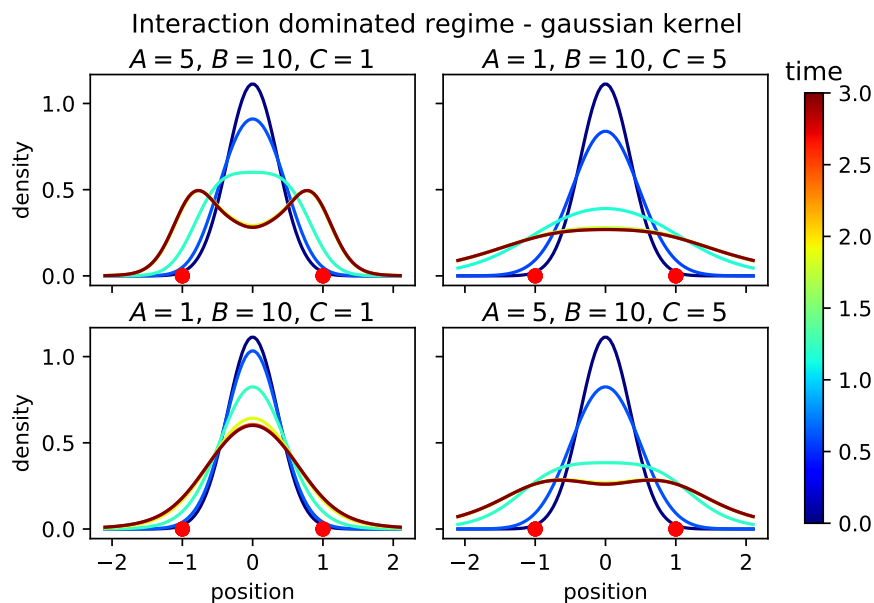 Interaction dominated regime - gaussian kernel
A = 5, B = 10, C = 1
A = 1, B = 10, C = 5
time
density
1.0
0.5
0.0
3.0
2.5
2.0
1.5
1.0
0.5
0.0
A = 1, B = 10, C = 1
A = 5, B = 10, C = 5
density
1.0
0.5
0.0
−2 −1 0 1 2
−2 −1 0 1 2
position
position